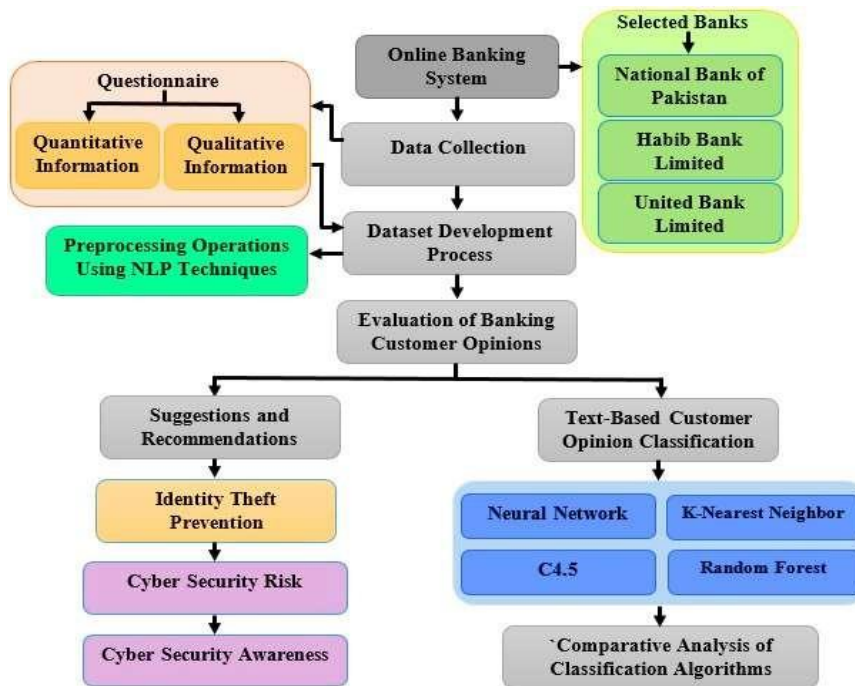 Selected Banks
Online Banking
System
National Bank of
Pakistan
Habib Bank
Limited
United Bank
Limited
Questionnaire
Quantitative
Information
Qualitative
Information
Data Collection
Dataset Development
Process
Preprocessing Operations
Using NLP Techniques
Evaluation of Banking
Customer Opinions
Suggestions and
Recommendations
Identity Theft
Prevention
Cyber Security Risk
Cyber Security Awareness
Text-Based Customer
Opinion Classification
Neural Network
K-Nearest Neighbor
C4.5
Random Forest
`Comparative Analysis of
Classification Algorithms